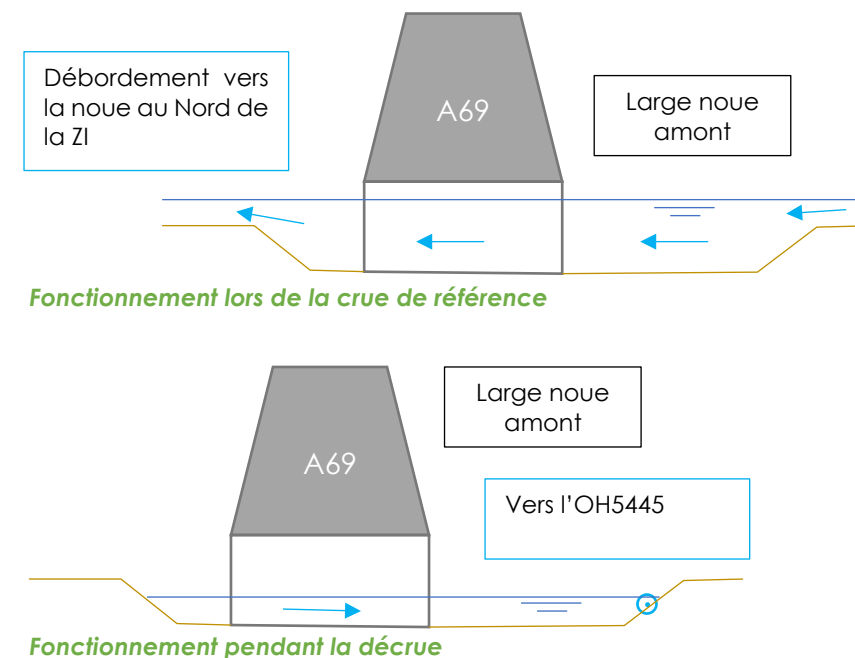 Débordement vers
la noue au Nord de
la ZI
A69
Large noue
amont
Fonctionnement lors de la crue de référence
Large noue
amont
A69
Vers l'OH5445
Fonctionnement pendant la décrue